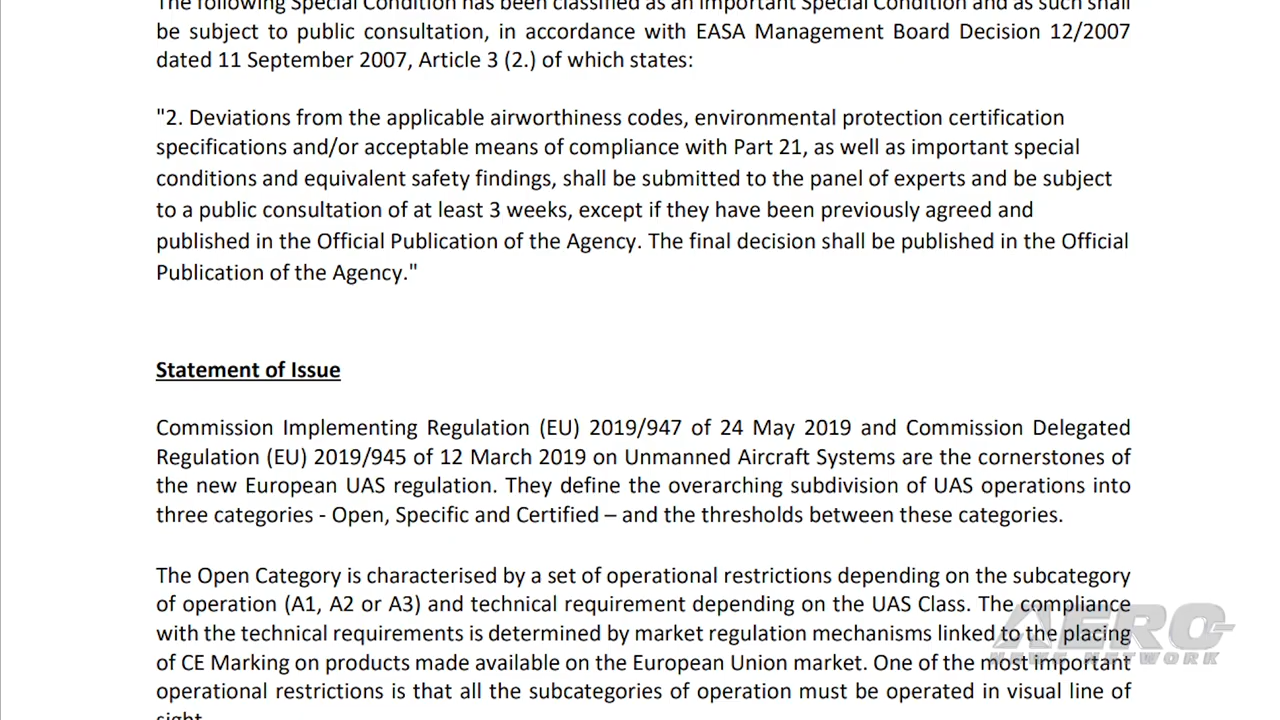 The following Special Condition has been classified as an important Special Condition and as such shall
be subject to public consultation, in accordance with EASA Management Board Decision 12/2007
dated 11 September 2007, Article 3 (2.) of which states:
"2. Deviations from the applicable airworthiness codes, environmental protection certification
specifications and/or acceptable means of compliance with Part 21, as well as important special
conditions and equivalent safety findings, shall be submitted to the panel of experts and be subject
to a public consultation of at least 3 weeks, except if they have been previously agreed and
published in the Official Publication of the Agency. The final decision shall be published in the Official
Publication of the Agency."
Statement of Issue
Commission Implementing Regulation (EU) 2019/947 of 24 May 2019 and Commission Delegated
Regulation (EU) 2019/945 of 12 March 2019 on Unmanned Aircraft Systems are the cornerstones of
the new European UAS regulation. They define the overarching subdivision of UAS operations into
three categories - Open, Specific and Certified – and the thresholds between these categories.
The Open Category is characterised by a set of operational restrictions depending on the subcategory
of operation (A1, A2 or A3) and technical requirement depending on the UAS Class. The compliance
with the technical requirements is determined by market regulation mechanisms linked to the placing
of CE Marking on products made available on the European Union market. One of the most important
operational restrictions is that all the subcategories of operation must be operated in visual line of
sight.
AERO-
NEWS NETWORK